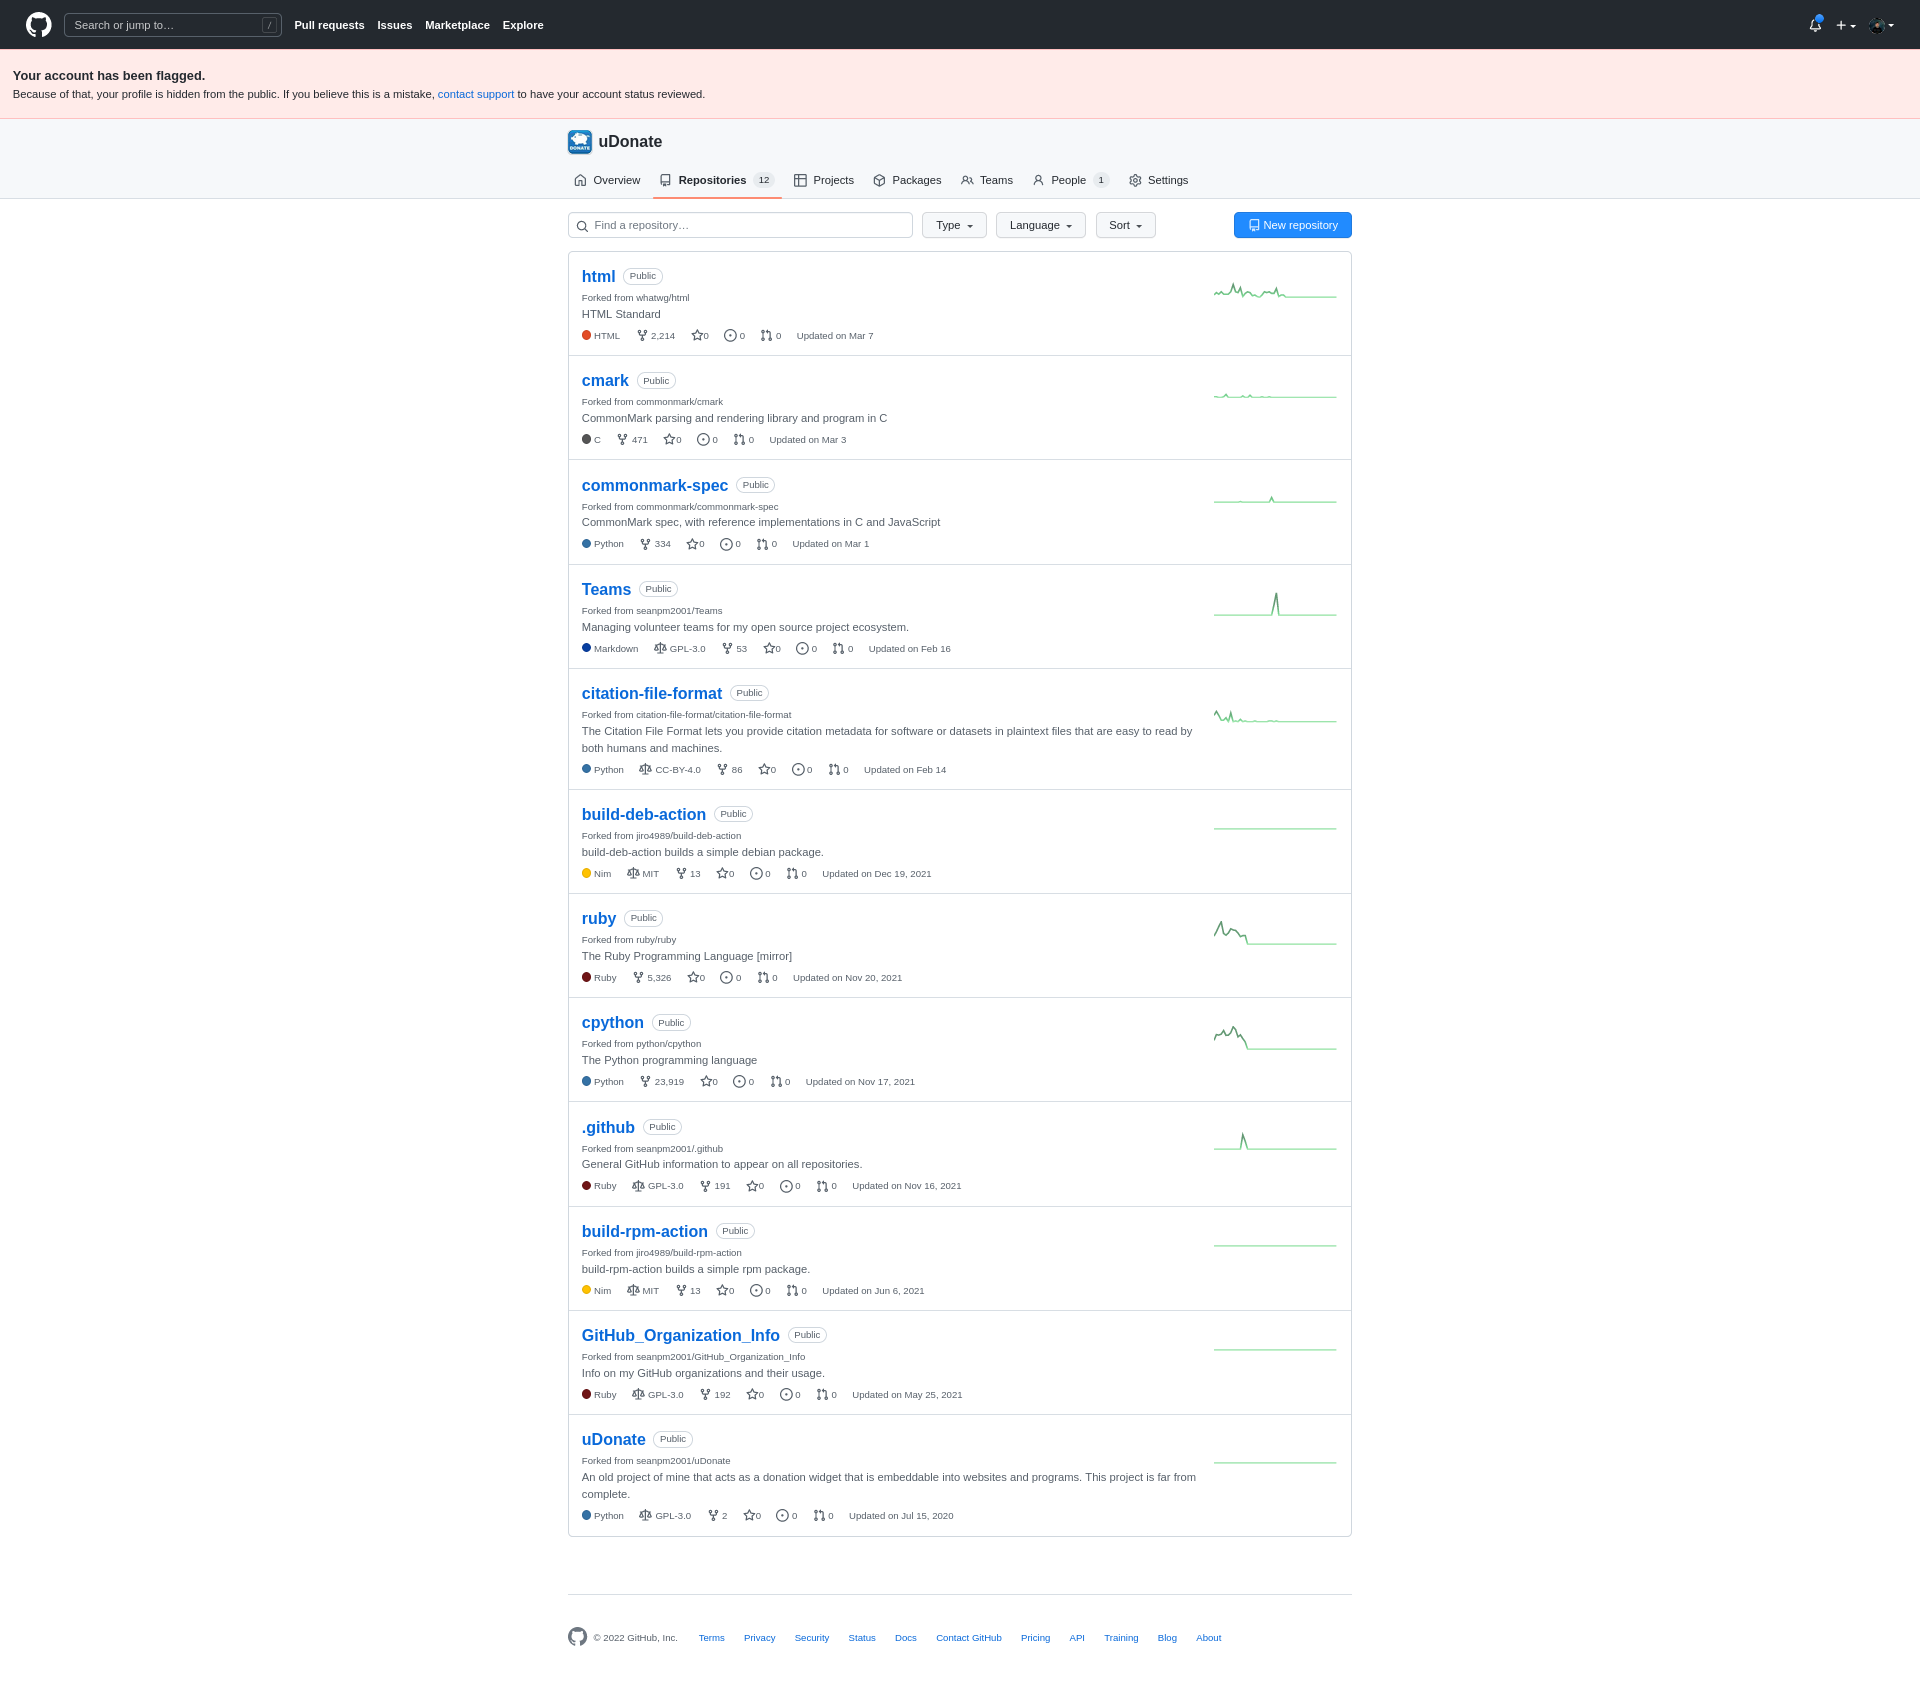 Search or jump to… /
Pull requests Issues Marketplace Explore
Your account has been flagged.
Because of that, your profile is hidden from the public. If you believe this is a mistake, contact support to have your account status reviewed.
DONATE
uDonate
Overview Repositories 12 Projects Packages Teams People 1 Settings
Find a repository… Type Language Sort New repository
html Public
Forked from whatwg/html
HTML Standard
HTML 2,214 0 0 0 Updated on Mar 7
cmark Public
Forked from commonmark/cmark
CommonMark parsing and rendering library and program in C
C 471 0 0 0 Updated on Mar 3
commonmark-spec Public
Forked from commonmark/commonmark-spec
CommonMark spec, with reference implementations in C and JavaScript
Python 334 0 0 0 Updated on Mar 1
Teams Public
Forked from seanpm2001/Teams
Managing volunteer teams for my open source project ecosystem.
Markdown GPL-3.0 53 0 0 0 Updated on Feb 16
citation-file-format Public
Forked from citation-file-format/citation-file-format
The Citation File Format lets you provide citation metadata for software or datasets in plaintext files that are easy to read by
both humans and machines.
Python CC-BY-4.0 86 0 0 0 Updated on Feb 14
build-deb-action Public
Forked from jiro4989/build-deb-action
build-deb-action builds a simple debian package.
Nim MIT 13 0 0 0 Updated on Dec 19, 2021
ruby Public
Forked from ruby/ruby
The Ruby Programming Language [mirror]
Ruby 5,326 0 0 0 Updated on Nov 20, 2021
cpython Public
Forked from python/cpython
The Python programming language
Python 23,919 0 0 0 Updated on Nov 17, 2021
.github Public
Forked from seanpm2001/.github
General GitHub information to appear on all repositories.
Ruby GPL-3.0 191 0 0 0 Updated on Nov 16, 2021
build-rpm-action Public
Forked from jiro4989/build-rpm-action
build-rpm-action builds a simple rpm package.
Nim MIT 13 0 0 0 Updated on Jun 6, 2021
GitHub_Organization_Info Public
Forked from seanpm2001/GitHub_Organization_Info
Info on my GitHub organizations and their usage.
Ruby GPL-3.0 192 0 0 0 Updated on May 25, 2021
uDonate Public
Forked from seanpm2001/uDonate
An old project of mine that acts as a donation widget that is embeddable into websites and programs. This project is far from
complete.
Python GPL-3.0 2 0 0 0 Updated on Jul 15, 2020
© 2022 GitHub, Inc. Terms Privacy Security Status Docs Contact GitHub Pricing API Training Blog About